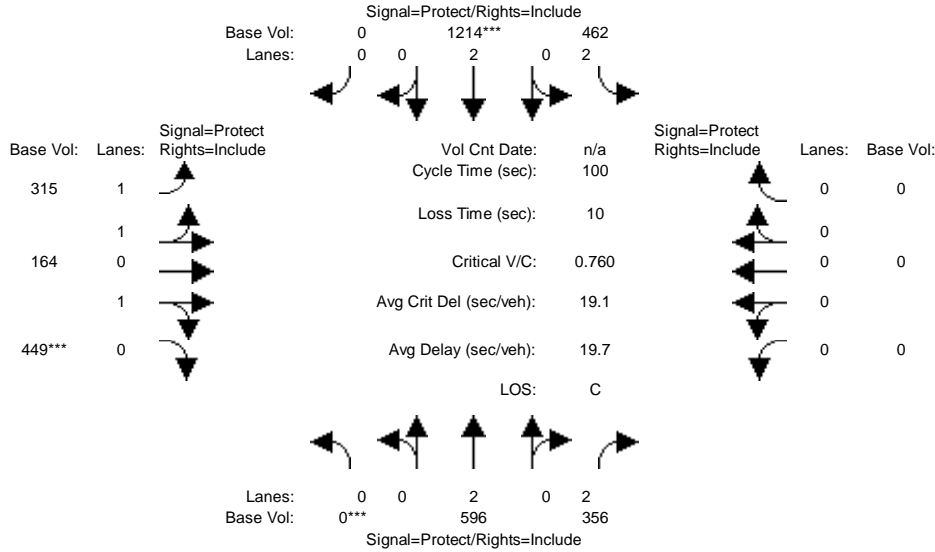 Signal=Protect/Rights=Include
Base Vol: 0 1214*** 462
Lanes: 0 0 2 0 2
Signal=Protect Signal=Protect
Base Vol: Lanes: Rights=Include Vol Cnt Date: n/a Rights=Include Lanes: Base Vol:
Cycle Time (sec): 100
315 1 0 0
Loss Time (sec): 10
1 0
164 0 Critical V/C: 0.760 0 0
1 Avg Crit Del (sec/veh): 19.1 0
449*** 0 Avg Delay (sec/veh): 19.7 0 0
LOS: C
Lanes: 0 0 2 0 2
Base Vol: 0*** 596 356
Signal=Protect/Rights=Include